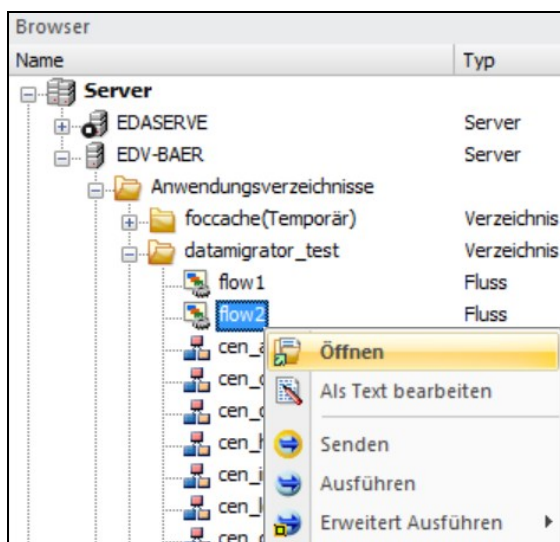 Browser
Name Typ
Server
EDASERVE Server
EDV-BAER Server
Anwendungsverzeichnisse
foccache(Temporär) Verzeichnis
datamigrator_test Verzeichnis
flow1 Fluss
flow2 Fluss
Öffnen
Als Text bearbeiten
Senden
Ausführen
Erweitert Ausführen